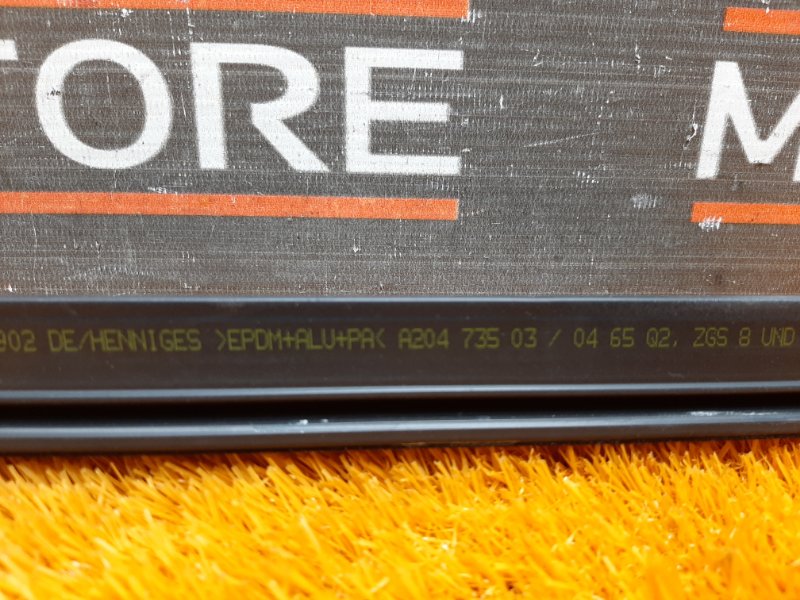 TORE M
902 DE/HENNIGES >EPDM+ALU+PA< A204 735 03 / 04 65 Q2, ZGS 8 UND